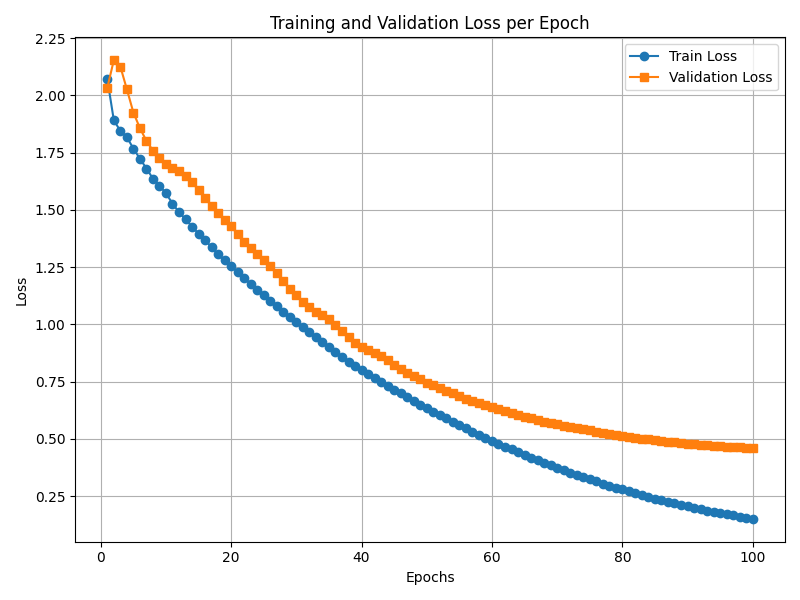 Training and Validation Loss per Epoch
Train Loss
Validation Loss
2.25
2.00
1.75
1.50
1.25
1.00
0.75
0.50
0.25
Loss
0 20 40 60 80 100
Epochs